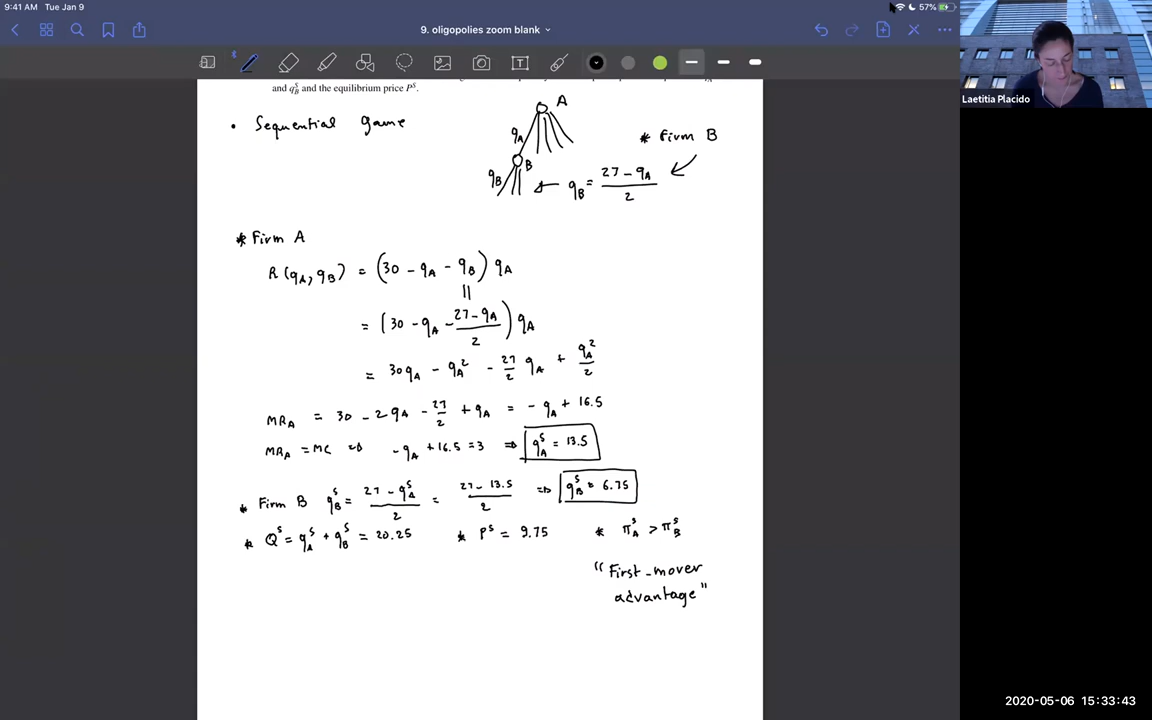 9:41 AM Tue Jan 9
57%
9. oligopolies zoom blank
and q_B^S and the equilibrium price P^S.
• Sequential game
A
q_A
B
q_B
* Firm B
q_B = (27 - q_A)/2
* Firm A
R(q_A, q_B) = (30 - q_A - q_B) q_A
= (30 - q_A - (27 - q_A)/2) q_A
= 30q_A - q_A^2 - 27/2 q_A + q_A^2/2
MR_A = 30 - 2q_A - 27/2 + q_A = - q_A + 16.5
MR_A = MC => - q_A + 16.5 = 3 => q_A^S = 13.5
* Firm B q_B^S = (27 - q_A^S)/2 = (27 - 13.5)/2 => q_B^S = 6.75
* Q^S = q_A^S + q_B^S = 20.25 * P^S = 9.75 * π_A^S > π_B^S
"First-mover
advantage"
Laetitia Placido
2020-05-06 15:33:43